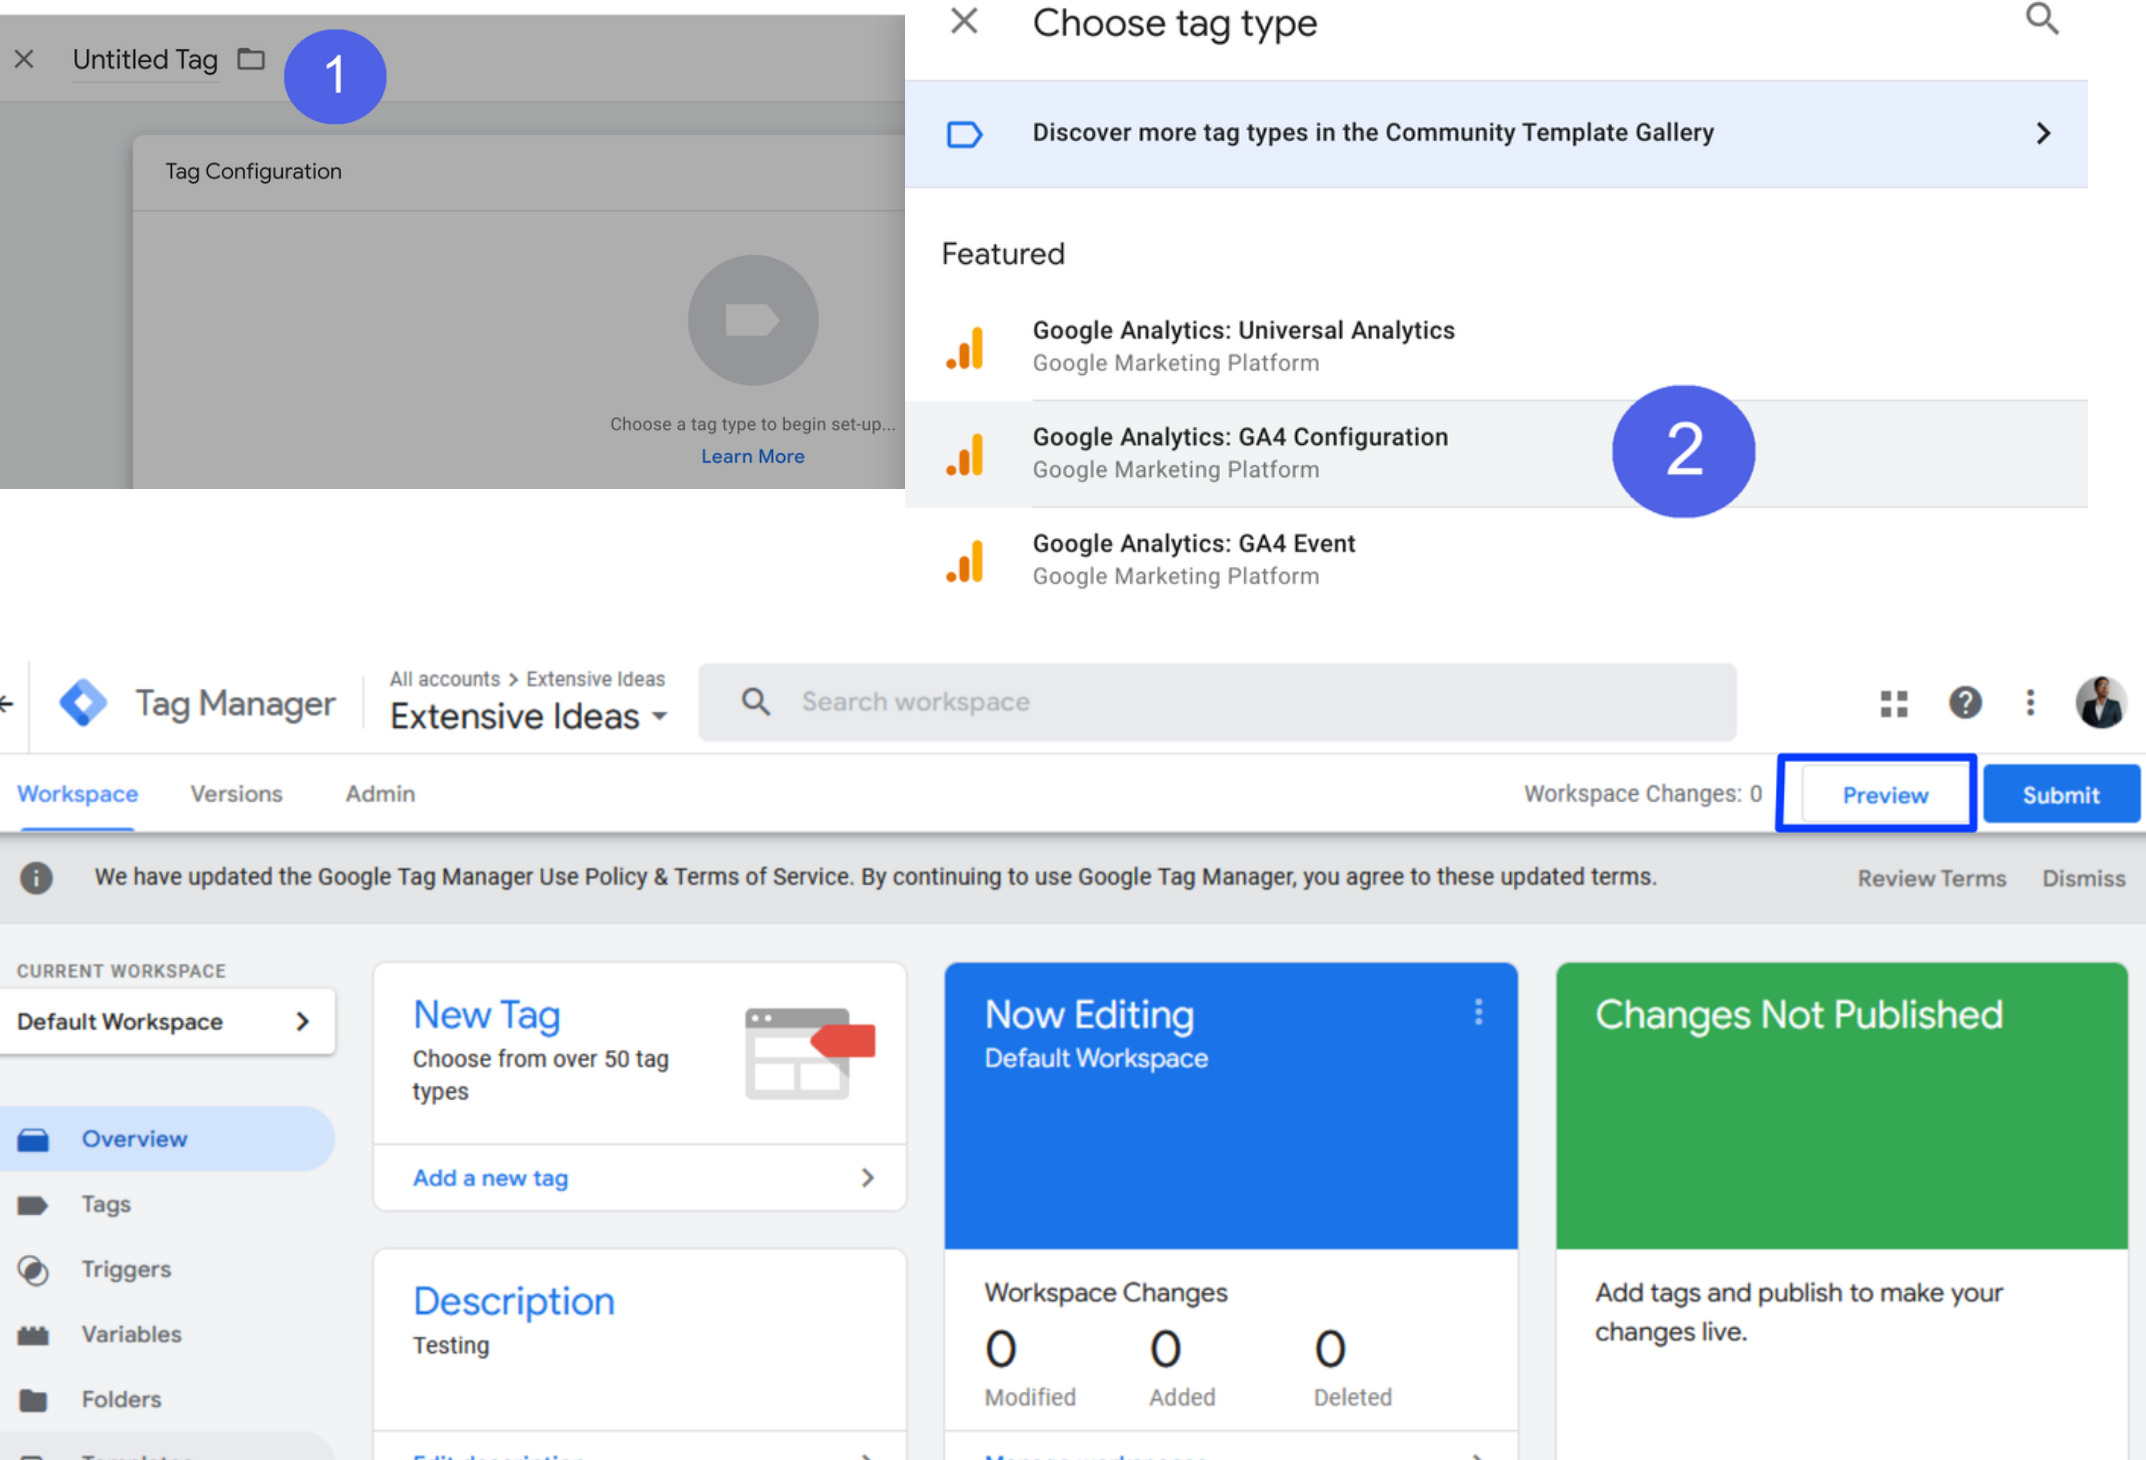 Untitled Tag
1
Tag Configuration
Choose a tag type to begin set-up...
Learn More
Choose tag type
Discover more tag types in the Community Template Gallery
Featured
Google Analytics: Universal Analytics
Google Marketing Platform
Google Analytics: GA4 Configuration
Google Marketing Platform
2
Google Analytics: GA4 Event
Google Marketing Platform
Tag Manager
All accounts > Extensive Ideas
Extensive Ideas
Search workspace
Workspace Versions Admin
Workspace Changes: 0 Preview Submit
We have updated the Google Tag Manager Use Policy & Terms of Service. By continuing to use Google Tag Manager, you agree to these updated terms. Review Terms Dismiss
CURRENT WORKSPACE
Default Workspace
Overview
Tags
Triggers
Variables
Folders
New Tag
Choose from over 50 tag
types
Add a new tag
Description
Testing
Now Editing
Default Workspace
Workspace Changes
0 0 0
Modified Added Deleted
Changes Not Published
Add tags and publish to make your
changes live.